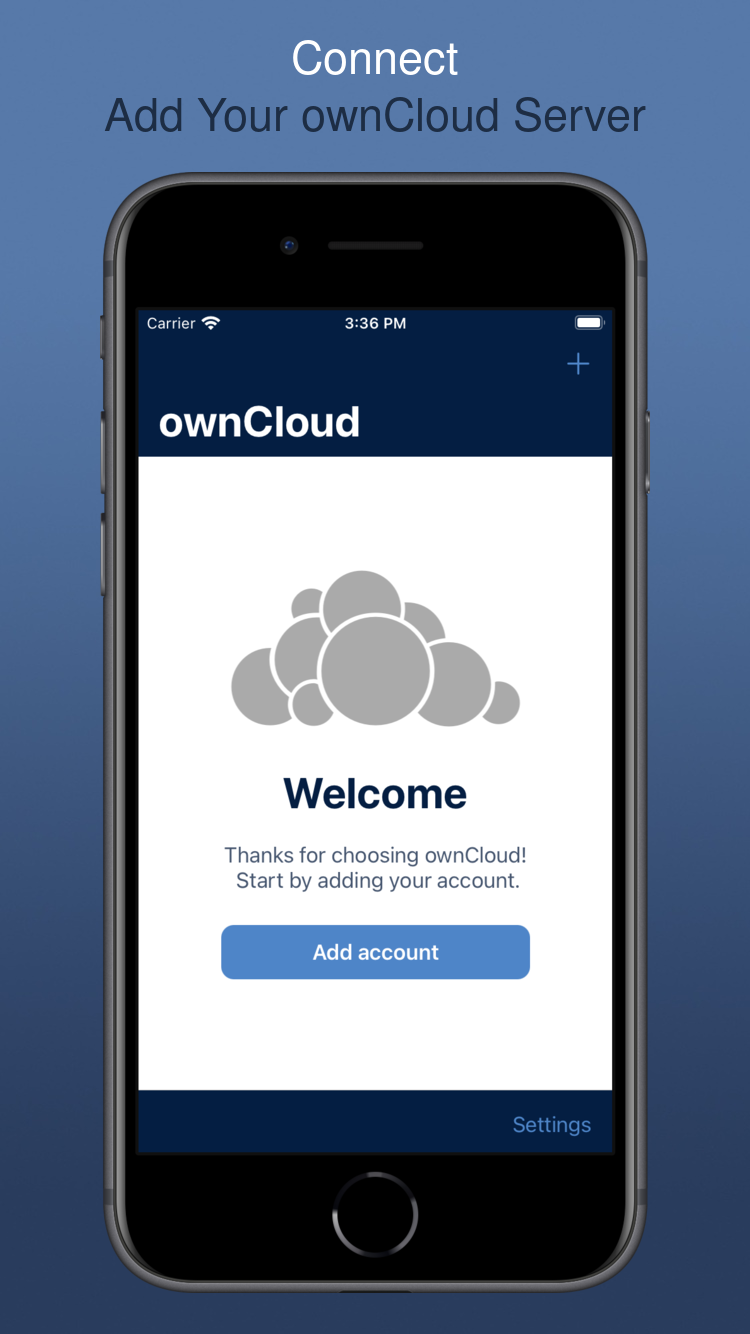 Connect
Add Your ownCloud Server
Carrier 3:36 PM
+
ownCloud
Welcome
Thanks for choosing ownCloud!
Start by adding your account.
Add account
Settings